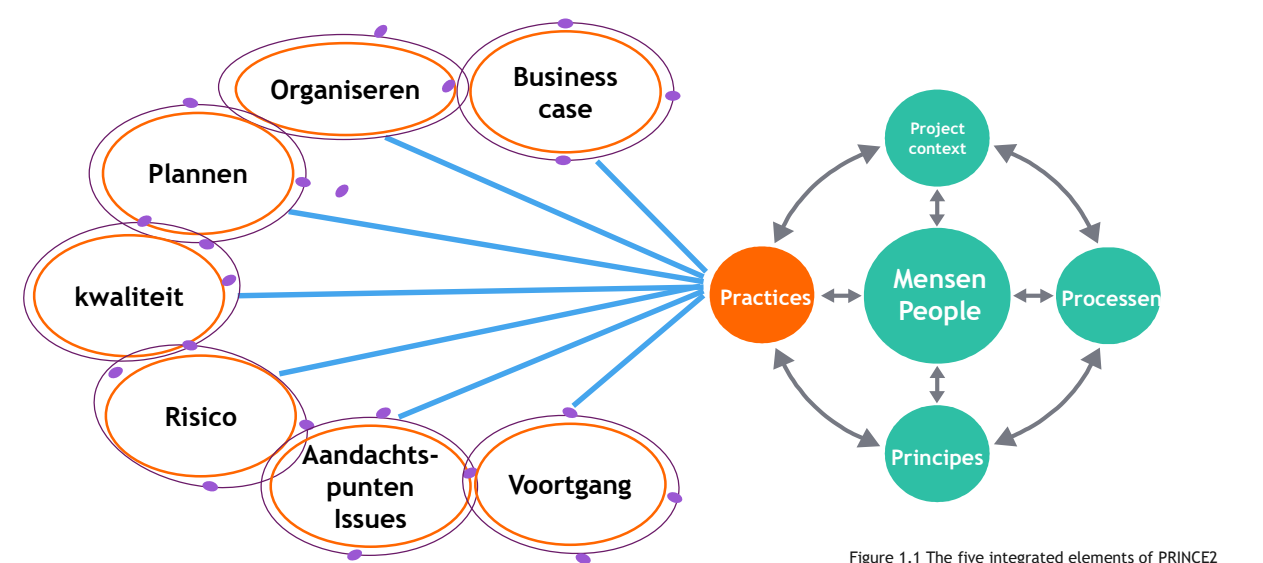 Organiseren
Business
case
Plannen
kwaliteit
Risico
Aandachts-
punten
Issues
Voortgang
Project
context
Practices
Mensen
People
Processen
Principes
Figure 1.1 The five integrated elements of PRINCE2